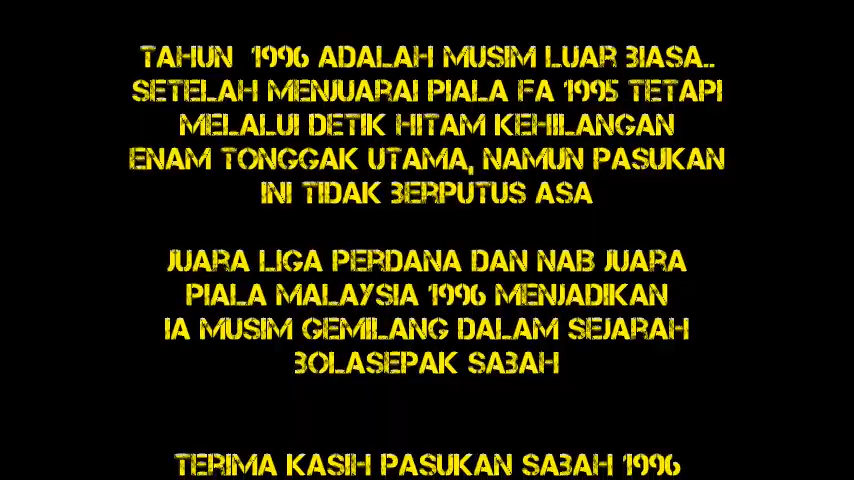 TAHUN 1996 ADALAH MUSIM LUAR BIASA..
SETELAH MENJUARAI PIALA FA 1995 TETAPI
MELALUI DETIK HITAM KEHILANGAN
ENAM TONGGAK UTAMA, NAMUN PASUKAN
INI TIDAK BERPUTUS ASA
JUARA LIGA PERDANA DAN NAB JUARA
PIALA MALAYSIA 1996 MENJADIKAN
IA MUSIM GEMILANG DALAM SEJARAH
BOLASEPAK SABAH
TERIMA KASIH PASUKAN SABAH 1996